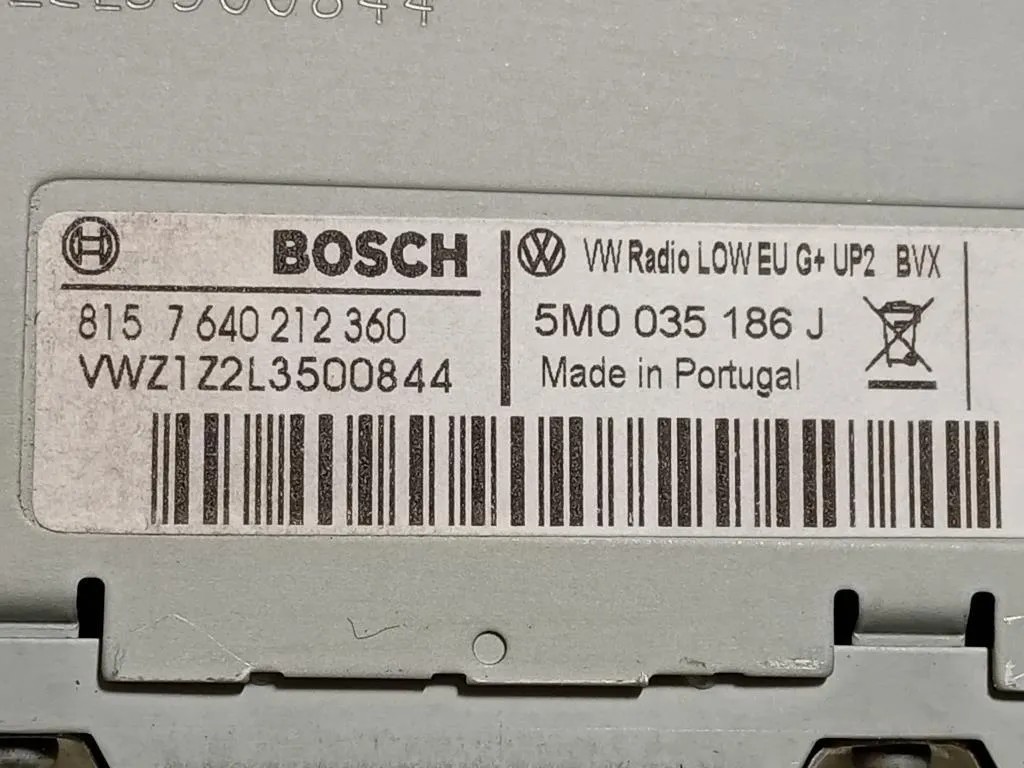 3500844
BOSCH
815 7 640 212 360
VWZ1Z2L3500844
VW Radio LOW EU G+ UP2 BVX
5M0 035 186 J
Made in Portugal